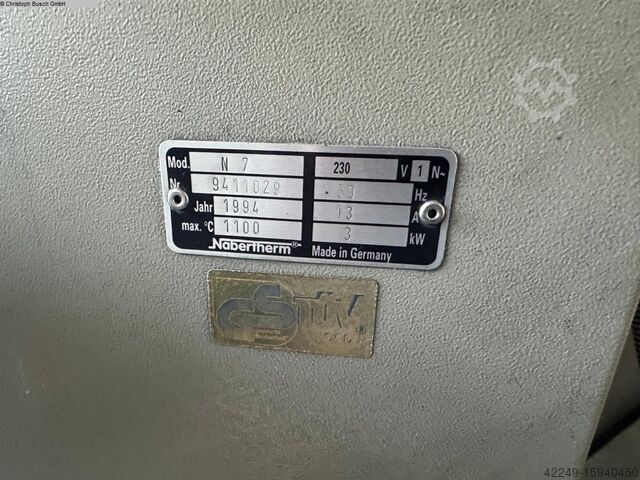 © Christoph Busch GmbH
Mod. N 7 230 V 1 N~
Nr. 9411029 50 Hz
Jahr 1994 13 A
max. °C 1100 3 kW
Nabertherm® Made in Germany
GS TÜV
42249-15940450